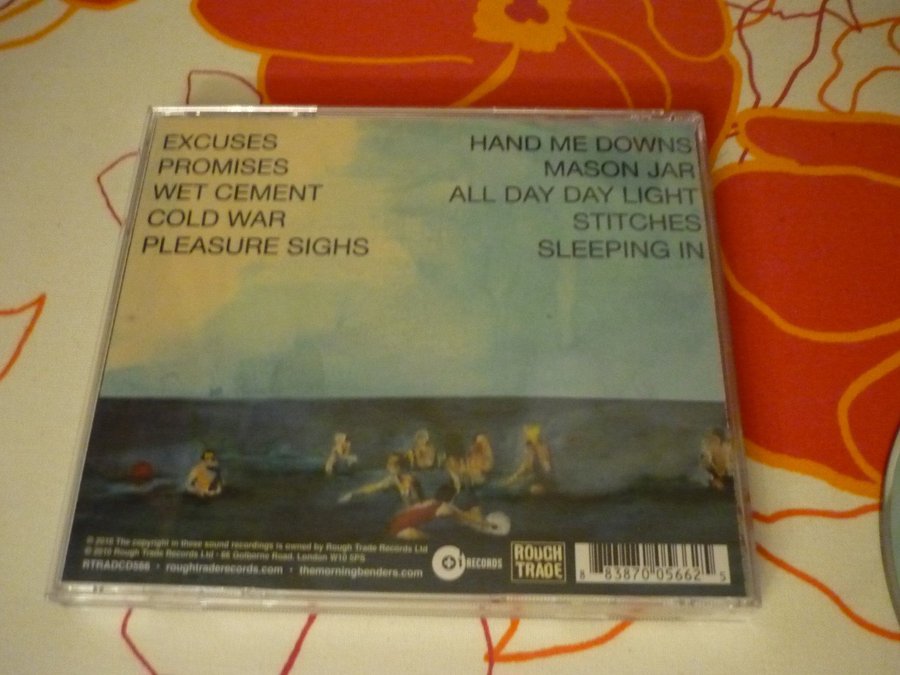 EXCUSES
PROMISES
WET CEMENT
COLD WAR
PLEASURE SIGHS
HAND ME DOWNS
MASON JAR
ALL DAY DAY LIGHT
STITCHES
SLEEPING IN
℗ 2010 The copyright in these sound recordings is owned by Rough Trade Records Ltd
© 2010 Rough Trade Records Ltd - 66 Golborne Road, London W10 5PS
RTRADCD566 · roughtraderecords.com · themorningbenders.com
RECORDS
ROUGH
TRADE
8 83870 05662 5